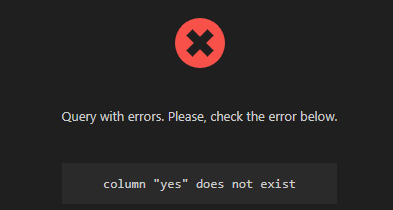 Query with errors. Please, check the error below.
column "yes" does not exist